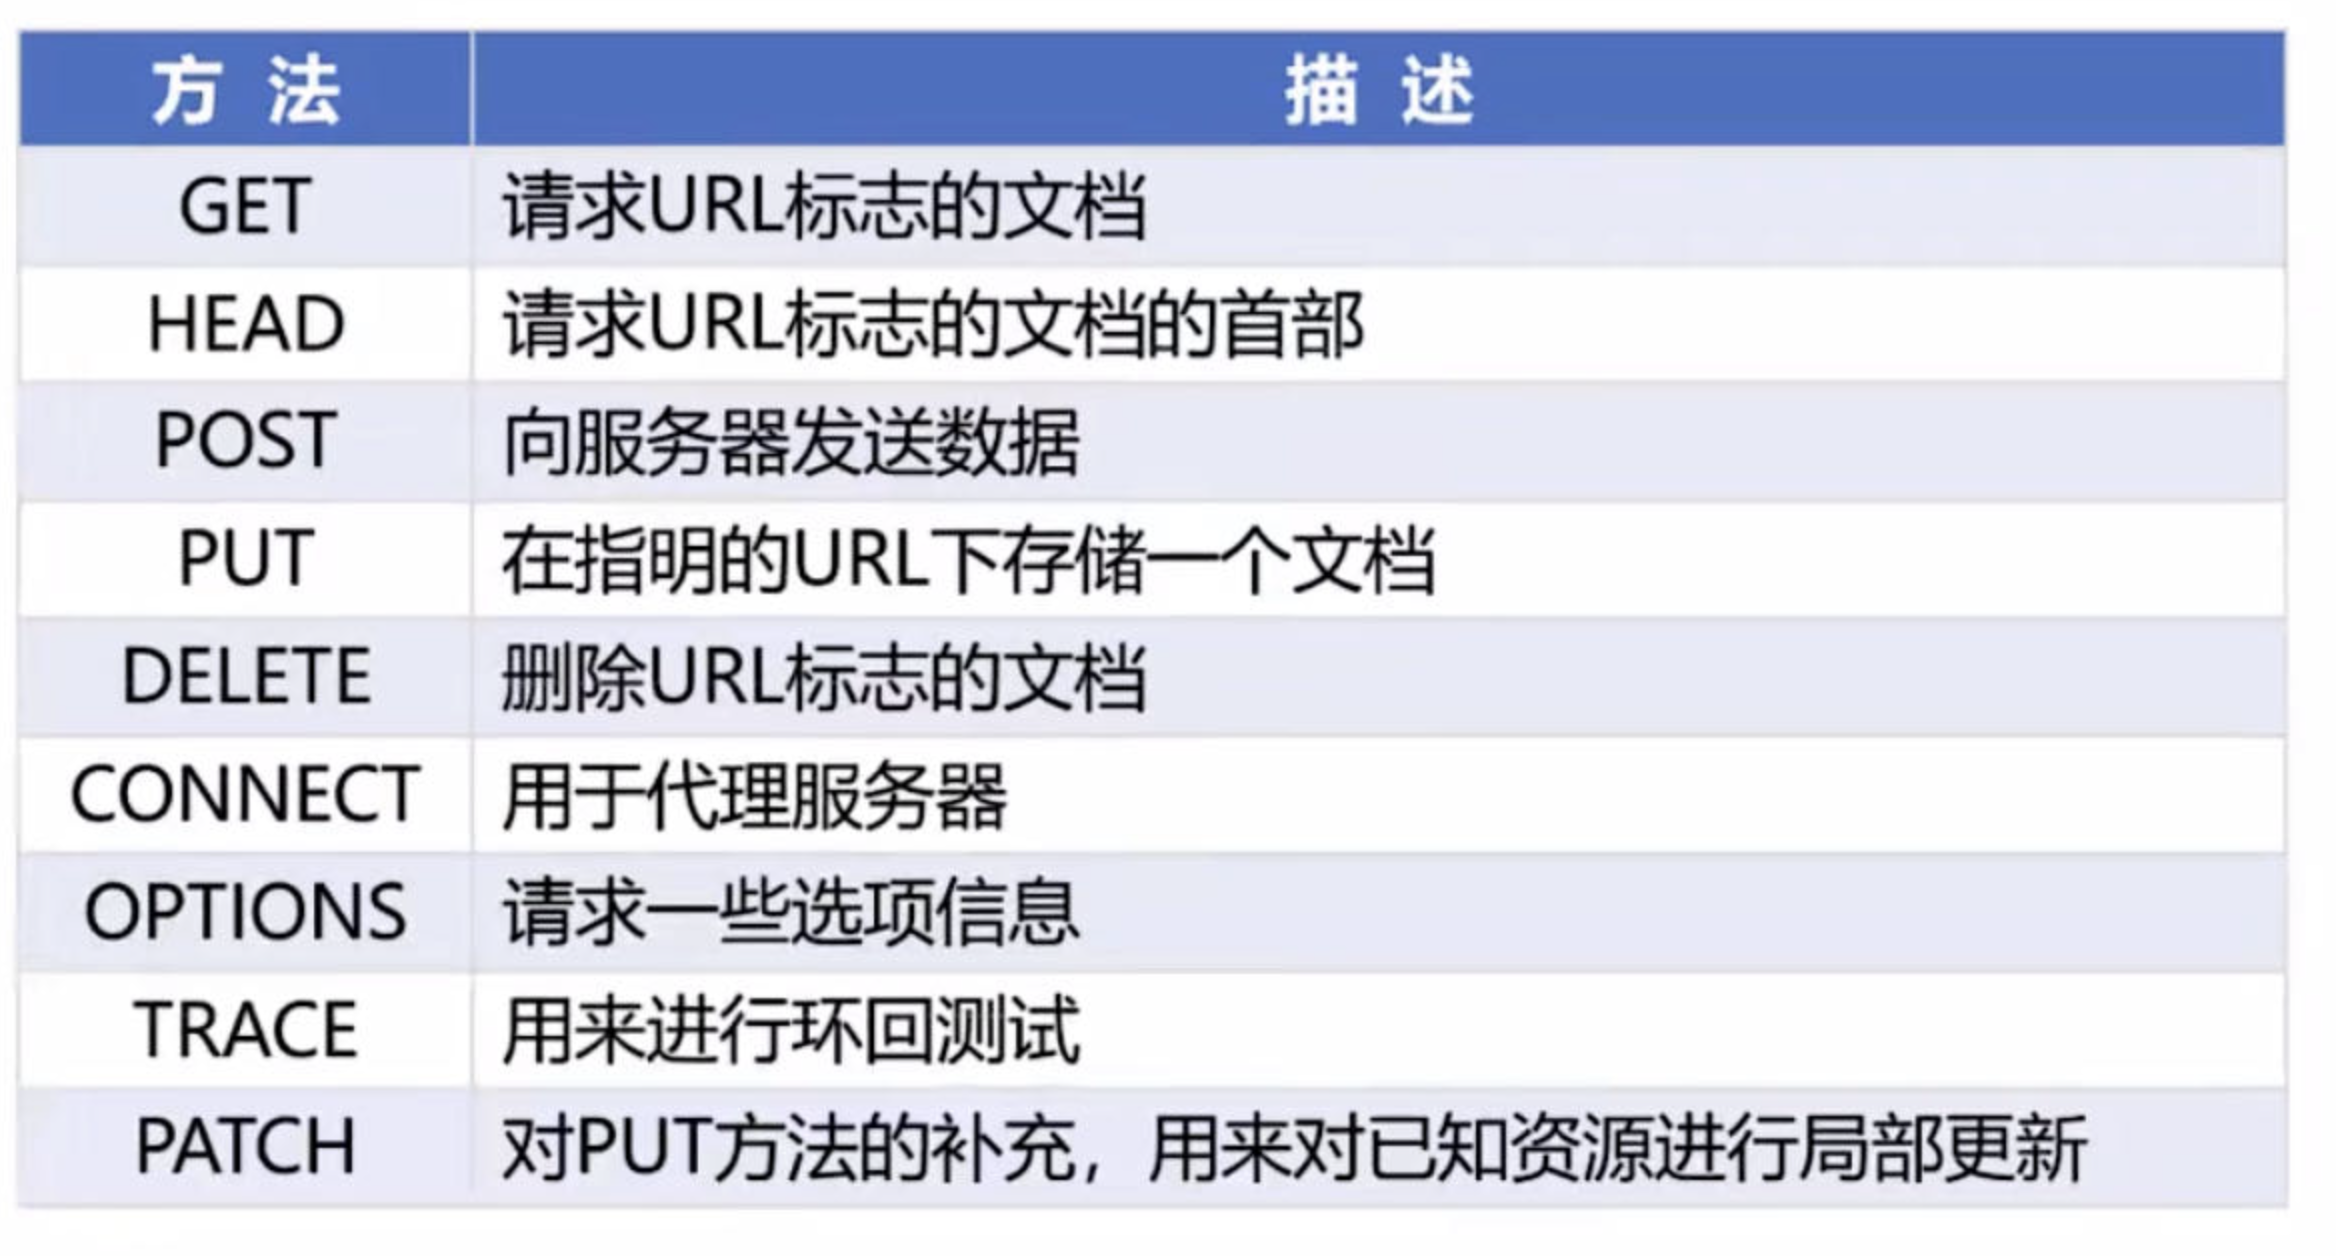 方 法 描 述
GET 请求URL标志的文档
HEAD 请求URL标志的文档的首部
POST 向服务器发送数据
PUT 在指明的URL下存储一个文档
DELETE 删除URL标志的文档
CONNECT 用于代理服务器
OPTIONS 请求一些选项信息
TRACE 用来进行环回测试
PATCH 对PUT方法的补充，用来对已知资源进行局部更新